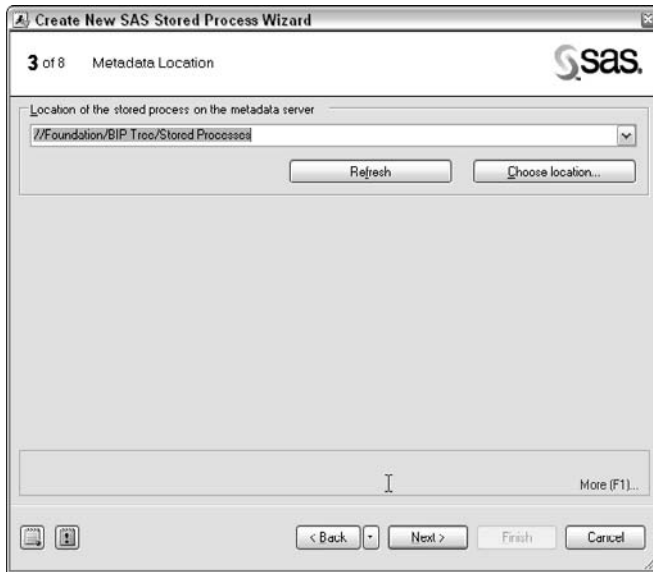 Create New SAS Stored Process Wizard
3 of 8 Metadata Location
sas.
Location of the stored process on the metadata server
//Foundation/BIP Tree/Stored Processes
Refresh
Choose location...
More (F1)...
< Back
Next >
Finish
Cancel